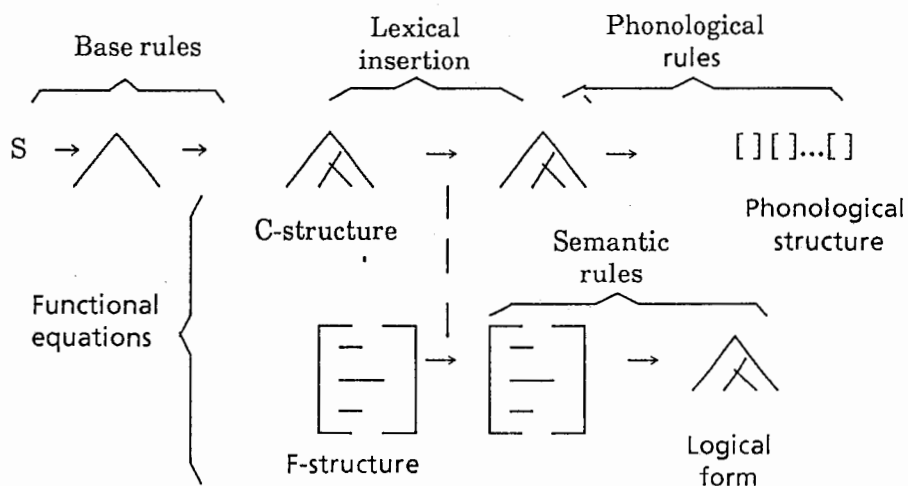 Base rules
Lexical
insertion
Phonological
rules
S
[ ] [ ]...[ ]
C-structure
Phonological
structure
Semantic
rules
Functional
equations
F-structure
Logical
form